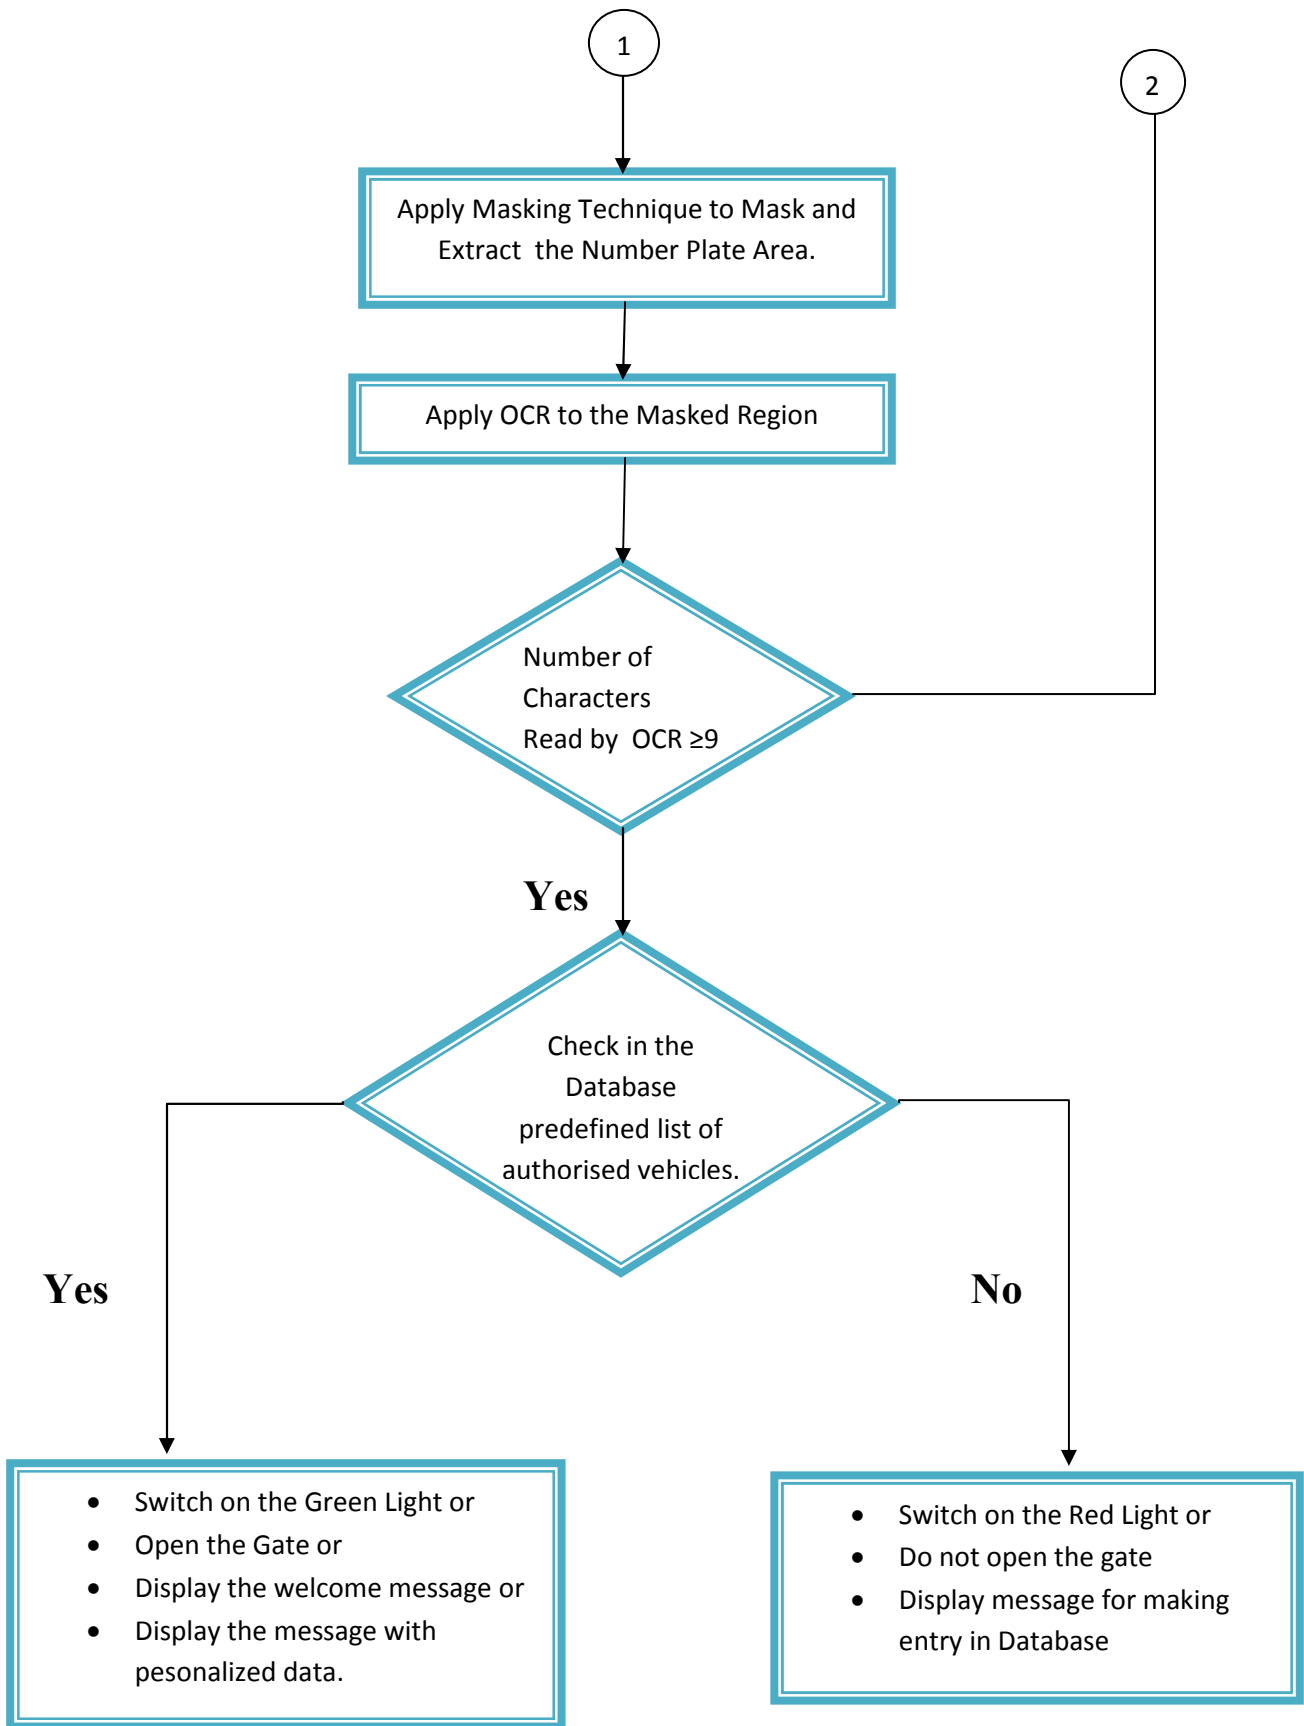 1
2
Apply Masking Technique to Mask and
Extract  the Number Plate Area.
Apply OCR to the Masked Region
Number of
Characters
Read by  OCR ≥9
Yes
Check in the
Database
predefined list of
authorised vehicles.
Yes
No
• Switch on the Green Light or
• Open the Gate or
• Display the welcome message or
• Display the message with
pesonalized data.
• Switch on the Red Light or
• Do not open the gate
• Display message for making
entry in Database